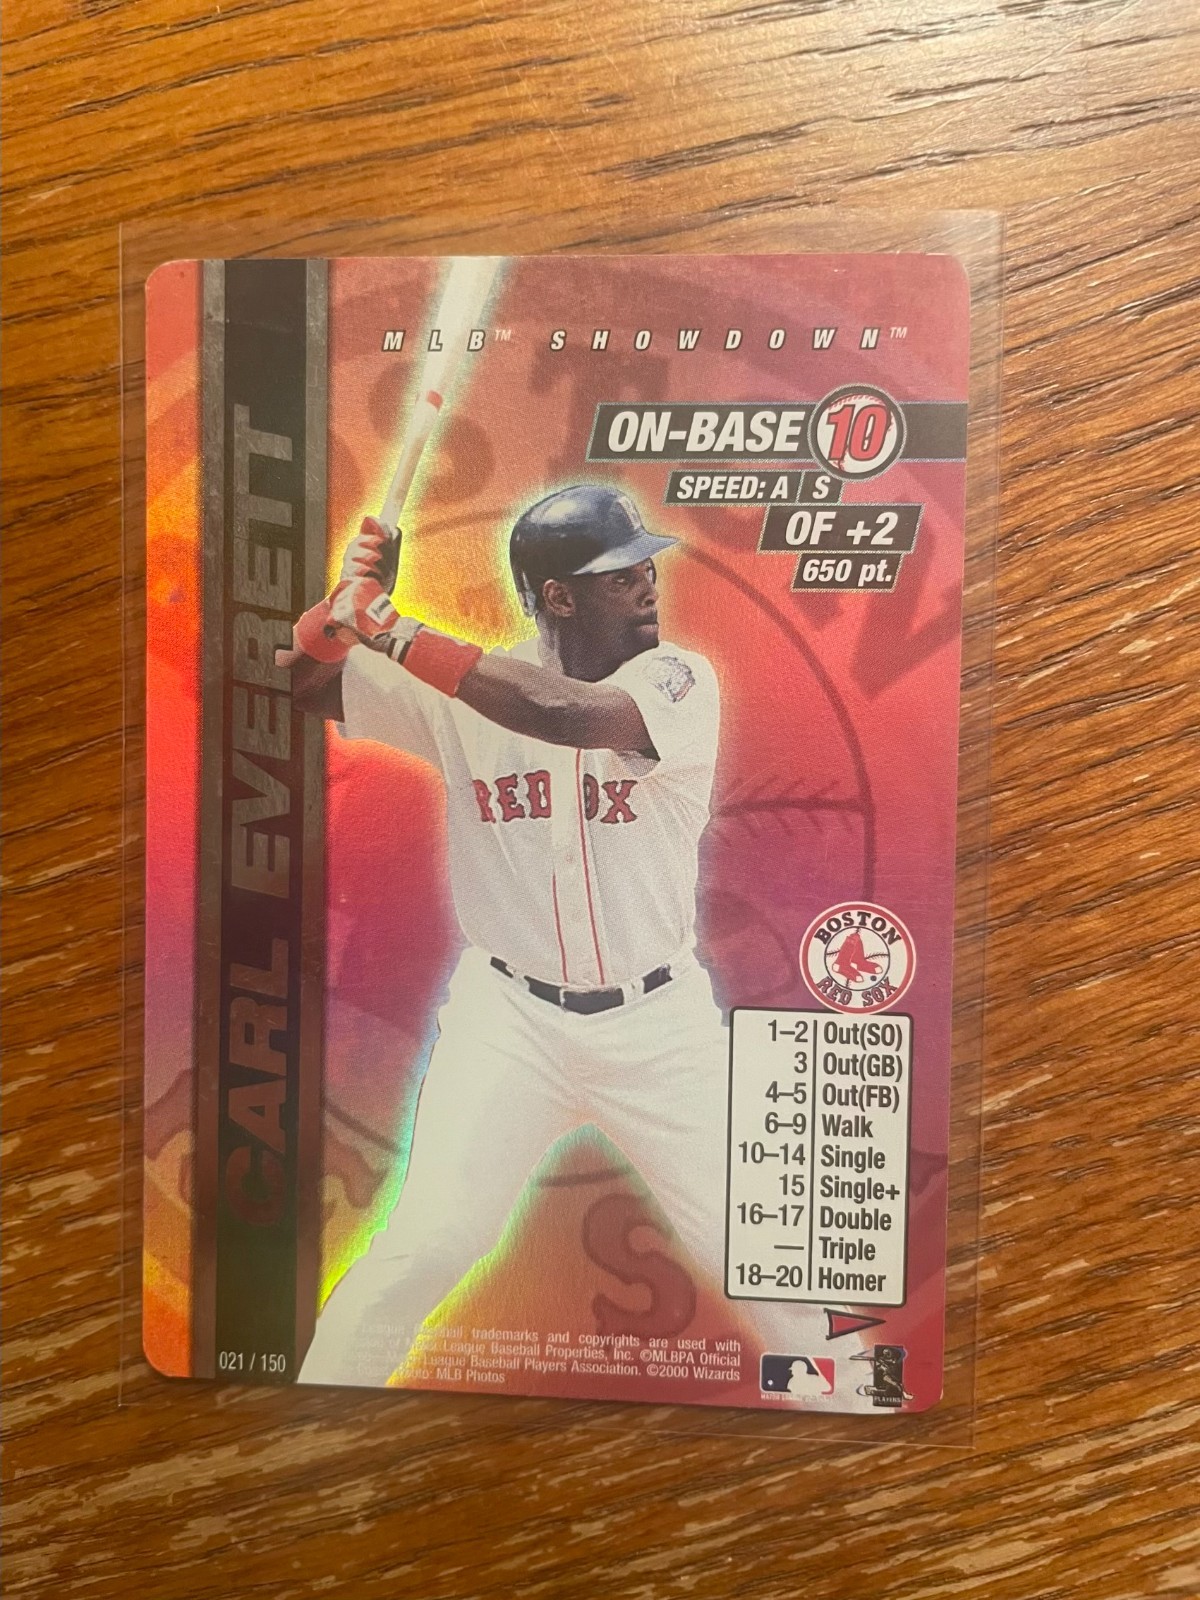 MLB™ SHOWDOWN™
ON-BASE 10
SPEED: A S
OF +2
650 pt.
CARL EVERETT
RED SOX
BOSTON
RED SOX
1–2 Out(SO)
3 Out(GB)
4–5 Out(FB)
6–9 Walk
10–14 Single
15 Single+
16–17 Double
— Triple
18–20 Homer
S
trademarks and copyrights are used with
League Baseball Properties, Inc. ©MLBPA Official
League Baseball Players Association. ©2000 Wizards
MLB Photos
021 / 150
PLAYERS